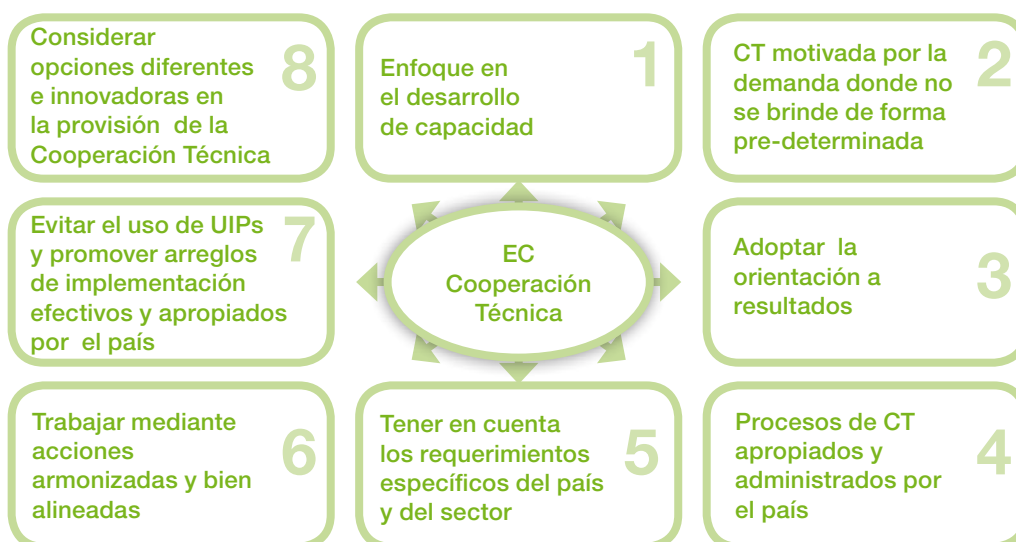 Considerar
opciones diferentes
e innovadoras en
la provisión de la
Cooperación Técnica
8
Enfoque en
el desarrollo
de capacidad
1
CT motivada por la
demanda donde no
se brinde de forma
pre-determinada
2
Evitar el uso de UIPs
y promover arreglos
de implementación
efectivos y apropiados
por el país
7
EC
Cooperación
Técnica
Adoptar la
orientación a
resultados
3
Trabajar mediante
acciones
armonizadas y bien
alineadas
6
Tener en cuenta
los requerimientos
específicos del país
y del sector
5
Procesos de CT
apropiados y
administrados por
el país
4